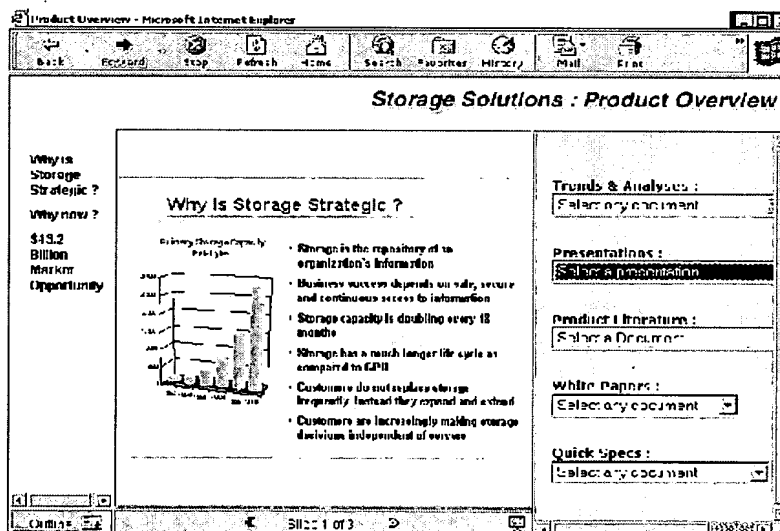 Product Overview - Microsoft Internet Explorer
Back Forward Stop Refresh Home Search Favorites History Mail Print
Storage Solutions : Product Overview
Why is
Storage
Strategic ?
Why now ?
Billion
Market
Opportunity
Why Is Storage Strategic ?
Primary Storage Capacity
• Storage is the repository of an
organization's information
• Business success depends on safe, secure
and continuous access to information
• Storage capacity is doubling every 18
months
• Storage has a much longer life cycle as
compared to CPU
• Customers do not replace storage
frequently. Instead they expand and extend
• Customers are increasingly making storage
decisions independent of servers
Trends & Analyses :
Select any document
Presentations :
Select a presentation
Product Literature :
Select a Document
White Papers :
Select any document
Quick Specs :
Select any document
Outline
Slide 1 of 3